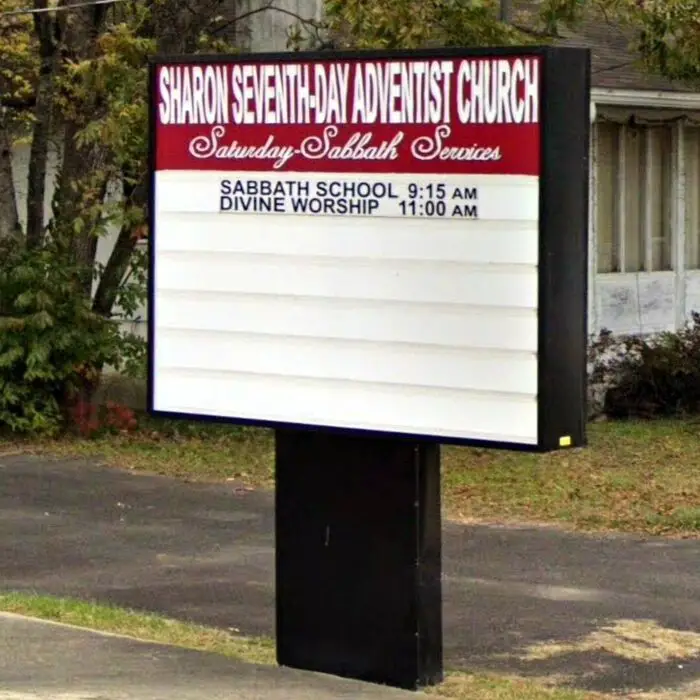 SHARON SEVENTH-DAY ADVENTIST CHURCH
Saturday-Sabbath Services
SABBATH SCHOOL 9:15 AM
DIVINE WORSHIP 11:00 AM